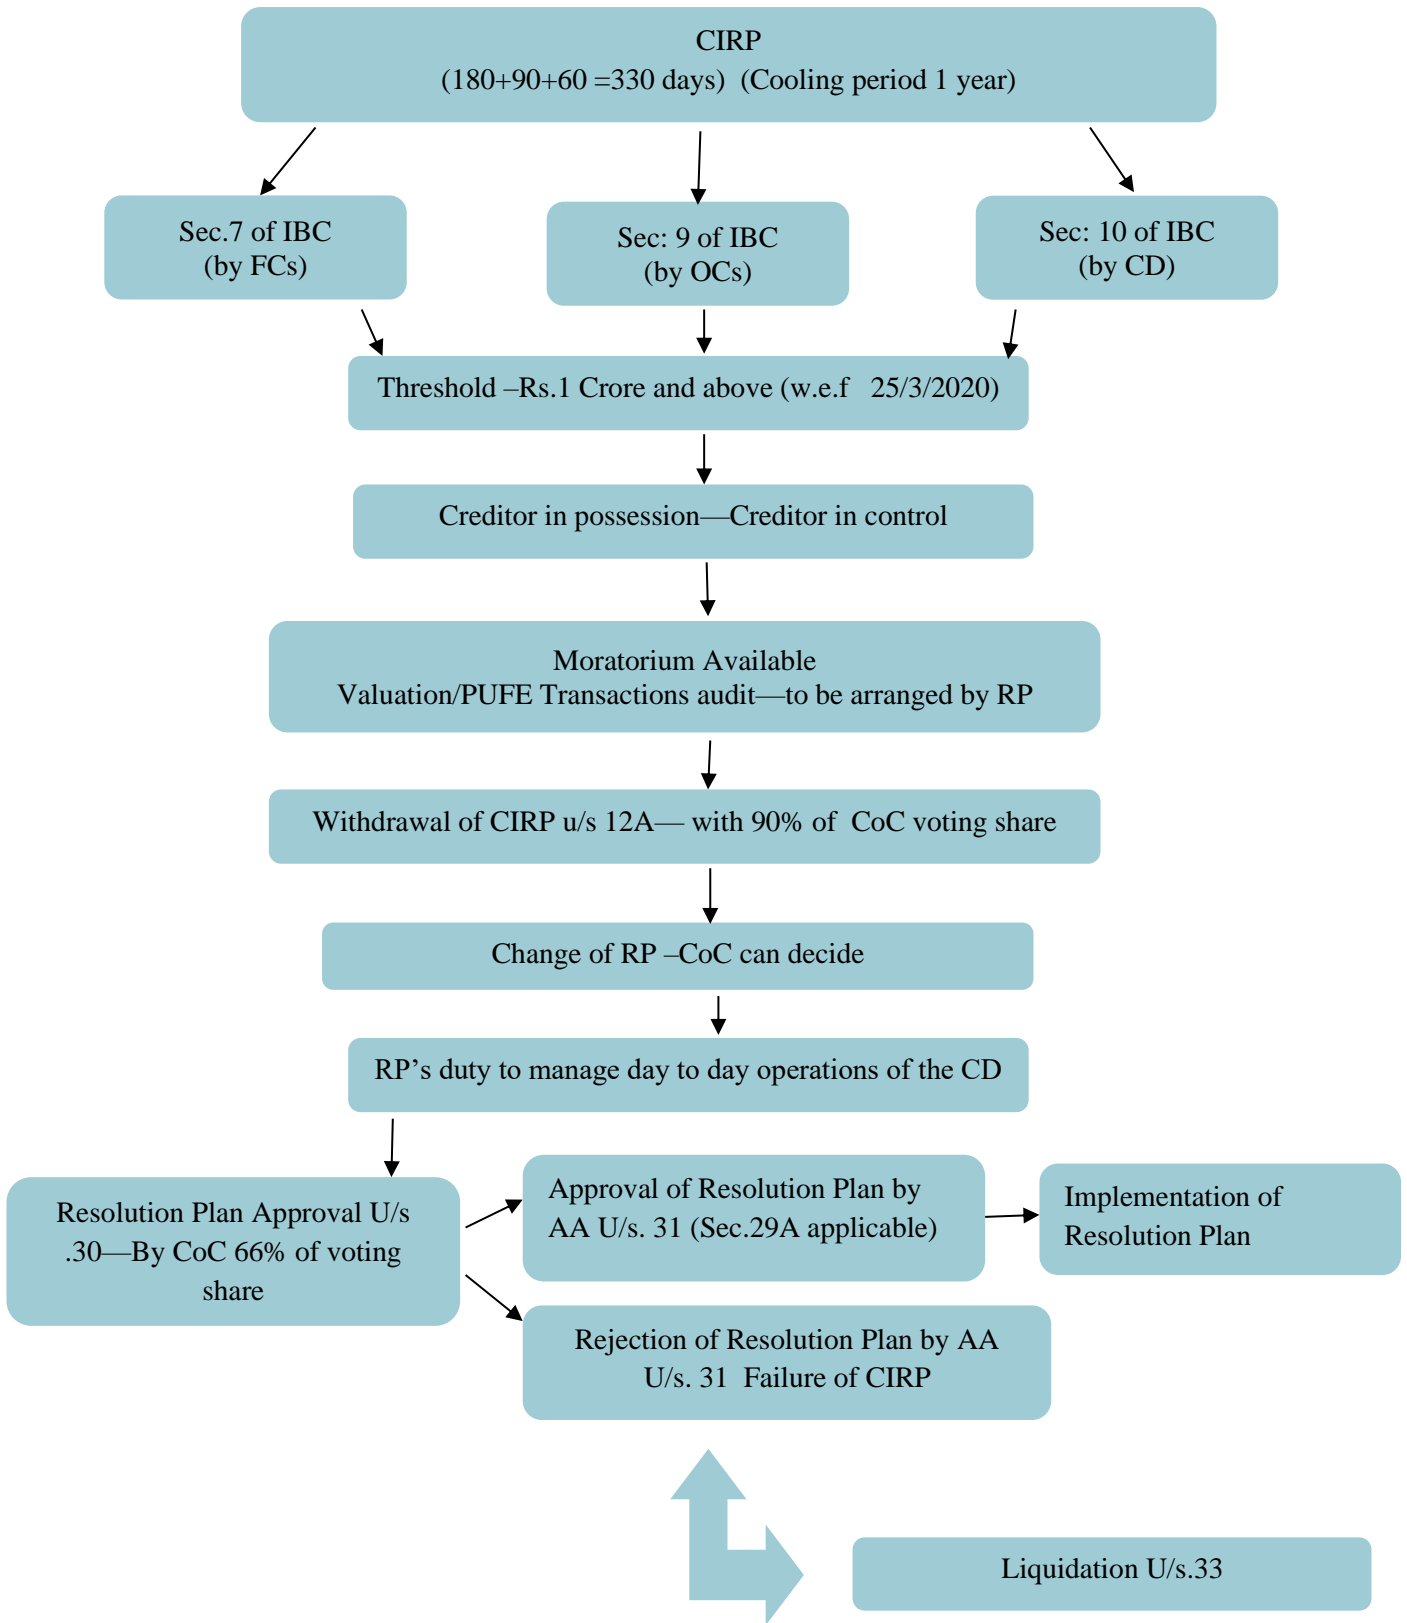 CIRP
(180+90+60 =330 days)  (Cooling period 1 year)
Sec.7 of IBC
(by FCs)
Sec: 9 of IBC
(by OCs)
Sec: 10 of IBC
(by CD)
Threshold –Rs.1 Crore and above (w.e.f   25/3/2020)
Creditor in possession—Creditor in control
Moratorium Available
Valuation/PUFE Transactions audit—to be arranged by RP
Withdrawal of CIRP u/s 12A— with 90% of  CoC voting share
Change of RP –CoC can decide
RP’s duty to manage day to day operations of the CD
Resolution Plan Approval U/s
.30—By CoC 66% of voting
share
Approval of Resolution Plan by
AA U/s. 31 (Sec.29A applicable)
Implementation of
Resolution Plan
Rejection of Resolution Plan by AA
U/s. 31  Failure of CIRP
Liquidation U/s.33